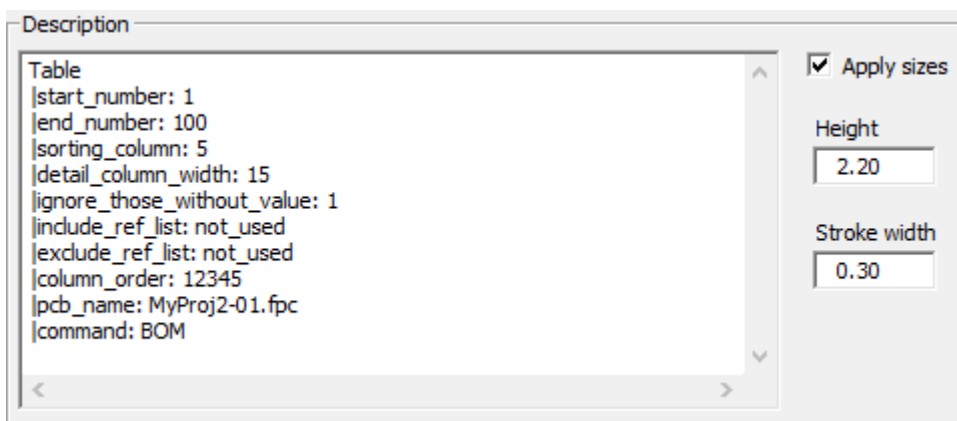 Description
Table
|start_number: 1
|end_number: 100
|sorting_column: 5
|detail_column_width: 15
|ignore_those_without_value: 1
|include_ref_list: not_used
|exclude_ref_list: not_used
|column_order: 12345
|pcb_name: MyProj2-01.fpc
|command: BOM
Apply sizes
Height
2.20
Stroke width
0.30